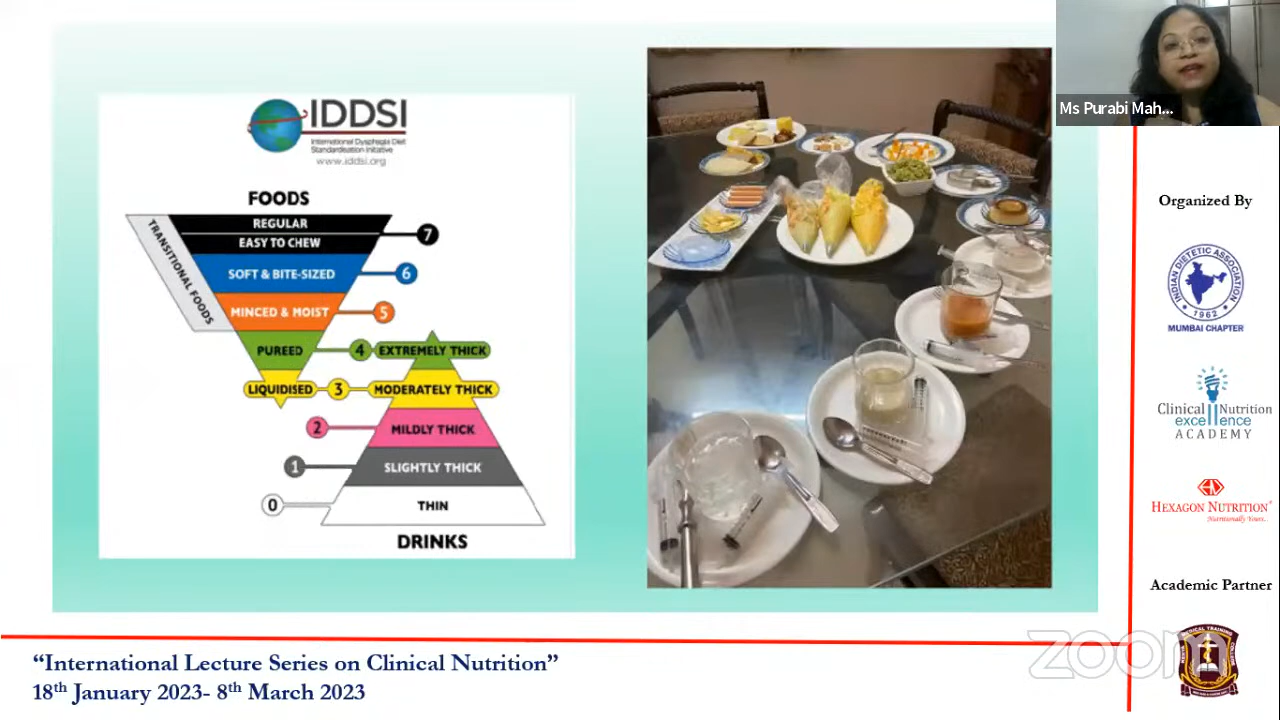 IDDSI
International Dysphagia Diet
Standardisation Initiative
www.iddsi.org
FOODS
REGULAR
EASY TO CHEW
7
TRANSITIONAL FOODS
SOFT & BITE-SIZED
6
MINCED & MOIST
5
PUREED
4
EXTREMELY THICK
LIQUIDISED
3
MODERATELY THICK
2
MILDLY THICK
1
SLIGHTLY THICK
0
THIN
DRINKS
Ms Purabi Mah...
Organized By
INDIAN DIETETIC ASSOCIATION
1962
MUMBAI CHAPTER
Clinical Nutrition
excellence
ACADEMY
HEXAGON NUTRITION
Nutritionally Yours..
Academic Partner
zoom
“International Lecture Series on Clinical Nutrition”
18th January 2023- 8th March 2023